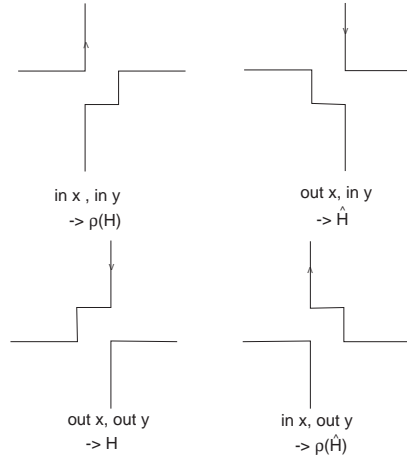 in x , in y
-> ρ(H)
out x, in y
-> Ĥ
out x, out y
-> H
in x, out y
-> ρ(Ĥ)